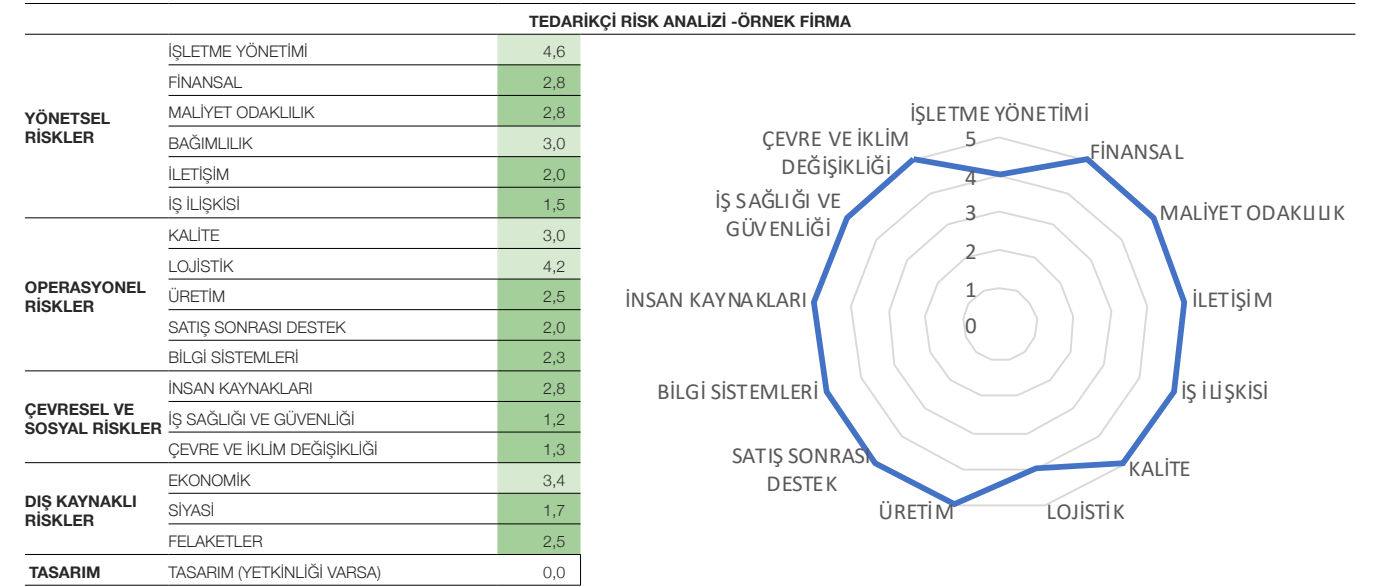 TEDARİKÇİ RİSK ANALİZİ -ÖRNEK FİRMA
YÖNETSEL
RİSKLER
İŞLETME YÖNETİMİ 4,6
FİNANSAL 2,8
MALİYET ODAKLILIK 2,8
BAĞIMLILIK 3,0
İLETİŞİM 2,0
İŞ İLİŞKİSİ 1,5
OPERASYONEL
RİSKLER
KALİTE 3,0
LOJİSTİK 4,2
ÜRETİM 2,5
SATIŞ SONRASI DESTEK 2,0
BİLGİ SİSTEMLERİ 2,3
ÇEVRESEL VE
SOSYAL RİSKLER
İNSAN KAYNAKLARI 2,8
İŞ SAĞLIĞI VE GÜVENLİĞİ 1,2
ÇEVRE VE İKLİM DEĞİŞİKLİĞİ 1,3
DIŞ KAYNAKLI
RİSKLER
EKONOMİK 3,4
SİYASİ 1,7
FELAKETLER 2,5
TASARIM TASARIM (YETKİNLİĞİ VARSA) 0,0
İŞLETME YÖNETİMİ
FİNANSAL
MALİYET ODAKLILIK
İLETİŞİM
İŞ İLİŞKİSİ
KALİTE
LOJİSTİK
ÜRETİM
SATIŞ SONRASI
DESTEK
BİLGİ SİSTEMLERİ
İNSAN KAYNAKLARI
İŞ SAĞLIĞI VE
GÜVENLİĞİ
ÇEVRE VE İKLİM
DEĞİŞİKLİĞİ
5
4
3
2
1
0